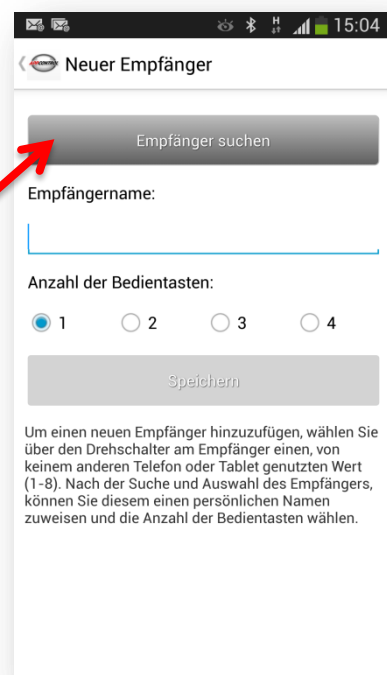 15:04
Neuer Empfänger
Empfänger suchen
Empfängername:
Anzahl der Bedientasten:
1 2 3 4
Speichern
Um einen neuen Empfänger hinzuzufügen, wählen Sie
über den Drehschalter am Empfänger einen, von
keinem anderen Telefon oder Tablet genutzten Wert
(1-8). Nach der Suche und Auswahl des Empfängers,
können Sie diesem einen persönlichen Namen
zuweisen und die Anzahl der Bedientasten wählen.